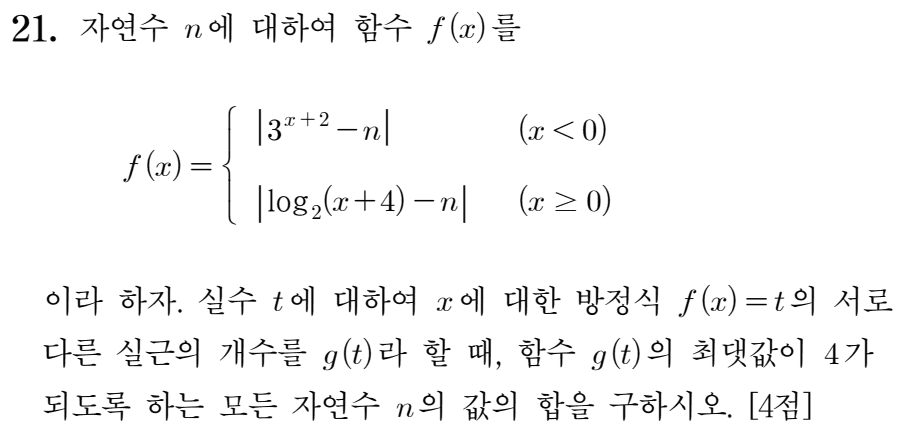 21. 자연수 n에 대하여 함수 f(x)를
f(x) = { |3^{x+2} − n| (x < 0)
|log_2(x+4) − n| (x ≥ 0)
이라 하자. 실수 t에 대하여 x에 대한 방정식 f(x) = t의 서로
다른 실근의 개수를 g(t)라 할 때, 함수 g(t)의 최댓값이 4가
되도록 하는 모든 자연수 n의 값의 합을 구하시오. [4점]